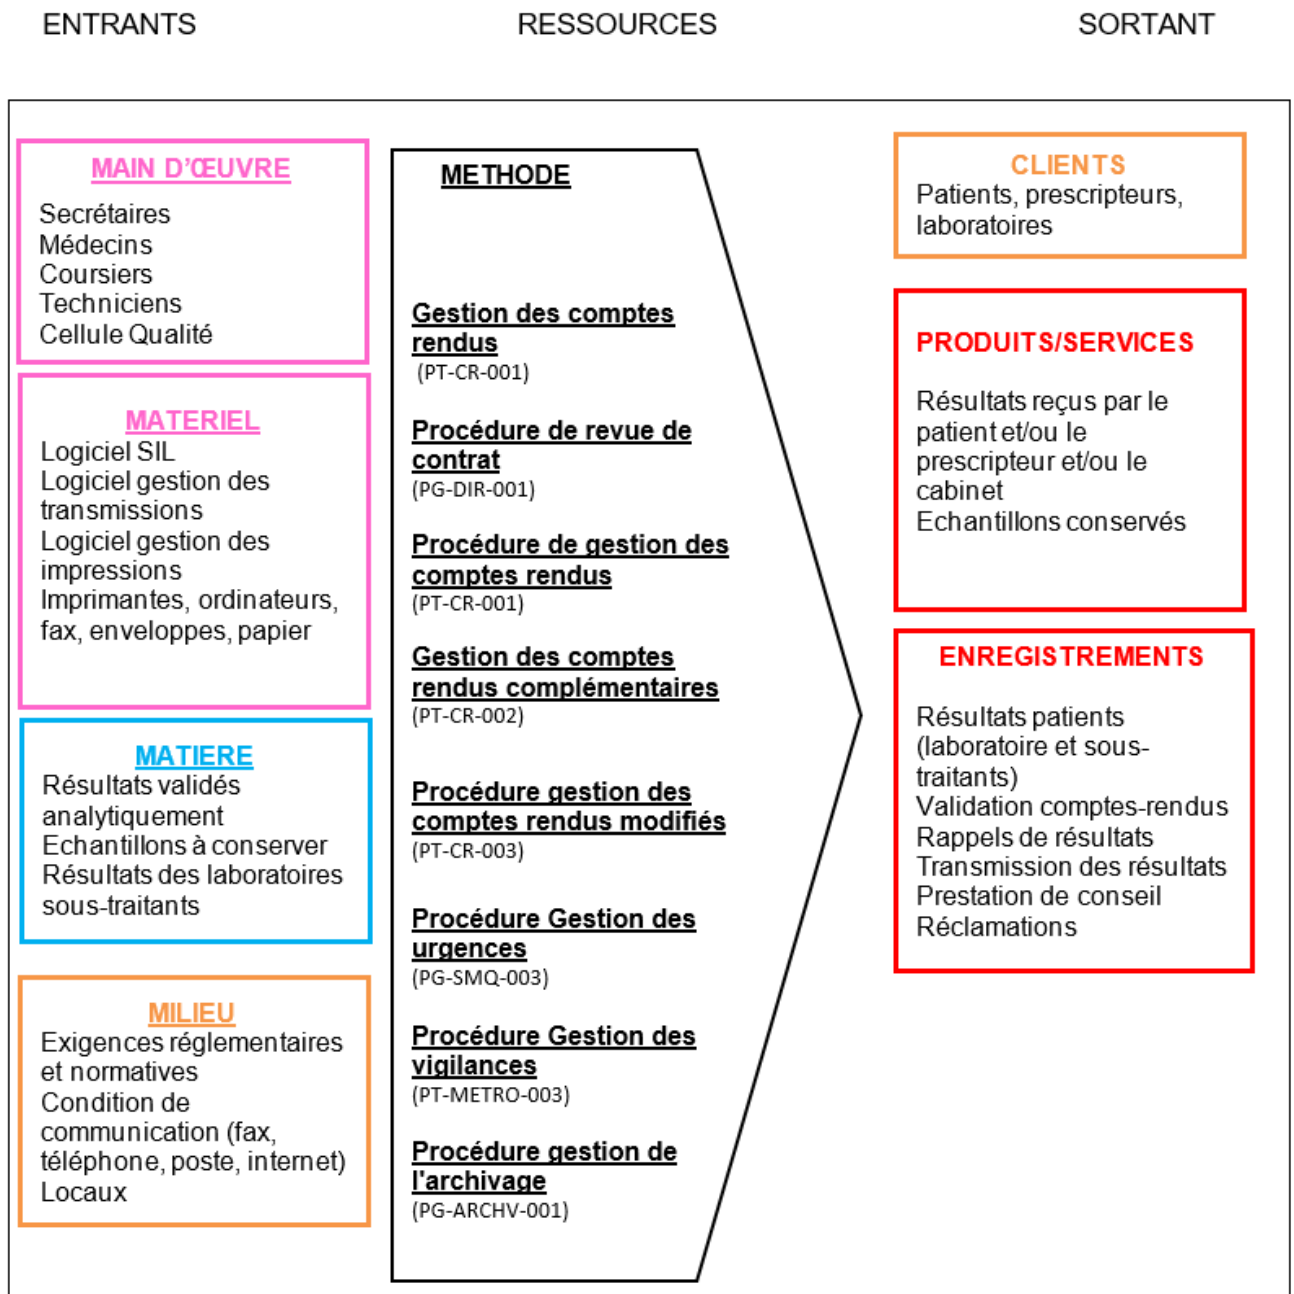 ENTRANTS
RESSOURCES
SORTANT
MAIN D'ŒUVRE
Secrétaires
Médecins
Coursiers
Techniciens
Cellule Qualité
MATERIEL
Logiciel SIL
Logiciel gestion des
transmissions
Logiciel gestion des
impressions
Imprimantes, ordinateurs,
fax, enveloppes, papier
MATIERE
Résultats validés
analytiquement
Echantillons à conserver
Résultats des laboratoires
sous-traitants
MILIEU
Exigences réglementaires
et normatives
Condition de
communication (fax,
téléphone, poste, internet)
Locaux
METHODE
Gestion des comptes
rendus
(PT-CR-001)
Procédure de revue de
contrat
(PG-DIR-001)
Procédure de gestion des
comptes rendus
(PT-CR-001)
Gestion des comptes
rendus complémentaires
(PT-CR-002)
Procédure gestion des
comptes rendus modifiés
(PT-CR-003)
Procédure Gestion des
urgences
(PG-SMQ-003)
Procédure Gestion des
vigilances
(PT-METRO-003)
Procédure gestion de
l'archivage
(PG-ARCHV-001)
CLIENTS
Patients, prescripteurs,
laboratoires
PRODUITS/SERVICES
Résultats reçus par le
patient et/ou le
prescripteur et/ou le
cabinet
Echantillons conservés
ENREGISTREMENTS
Résultats patients
(laboratoire et sous-
traitants)
Validation comptes-rendus
Rappels de résultats
Transmission des résultats
Prestation de conseil
Réclamations